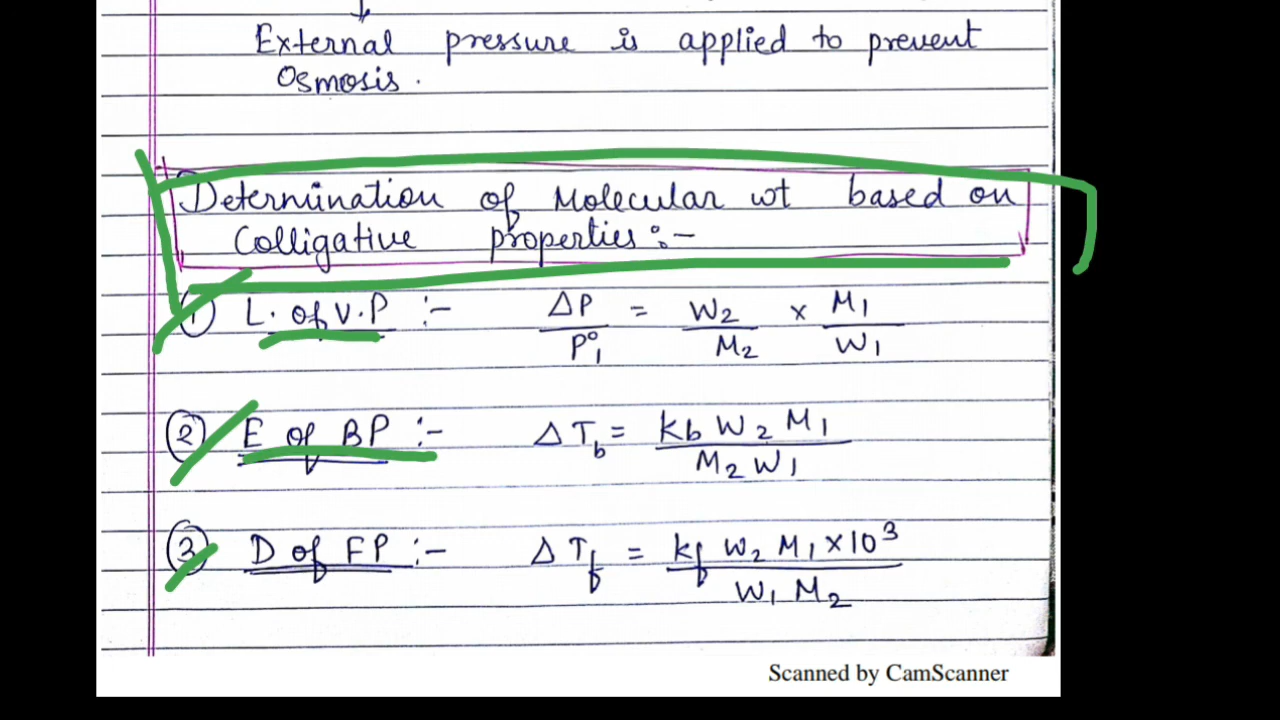 External pressure is applied to prevent
Osmosis.
Determination of Molecular wt based on
Colligative properties :-
① L. of V.P :- ΔP/P°₁ = W₂/M₂ × M₁/W₁
② E of BP :- ΔT_b = Kb W₂ M₁ / M₂ W₁
③ D of FP :- ΔT_f = Kf W₂ M₁ × 10³ / W₁ M₂
Scanned by CamScanner